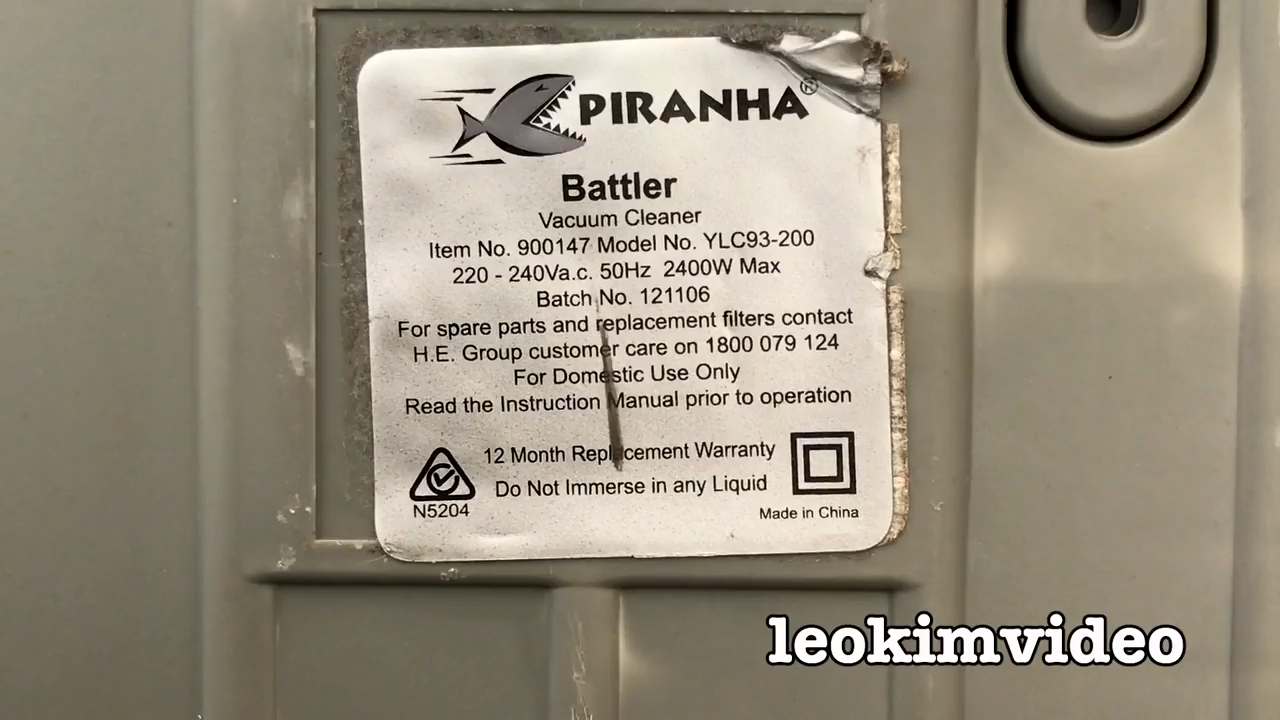 PIRANHA®
Battler
Vacuum Cleaner
Item No. 900147 Model No. YLC93-200
220 - 240Va.c. 50Hz 2400W Max
Batch No. 121106
For spare parts and replacement filters contact
H.E. Group customer care on 1800 079 124
For Domestic Use Only
Read the Instruction Manual prior to operation
12 Month Replacement Warranty
Do Not Immerse in any Liquid
N5204
Made in China
leokimvideo